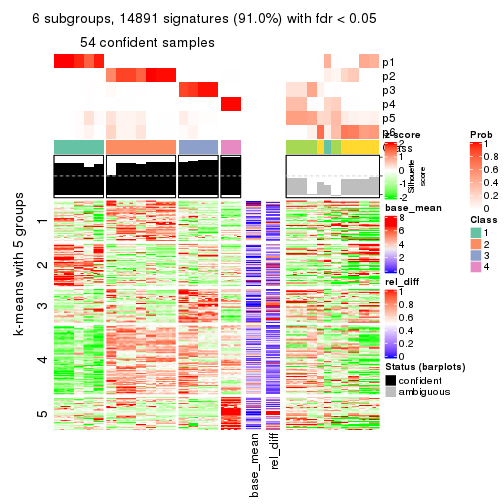 6 subgroups, 14891 signatures (91.0%) with fdr < 0.05
54 confident samples
p1
p2
p3
p4
p5
p6
Class
z-score
2
1
0
-1
-2
Silhouette
score
k-means with 5 groups
1
2
3
4
5
base_mean
rel_diff
base_mean
8
6
4
2
0
rel_diff
1
0.8
0.6
0.4
0.2
0
Status (barplots)
confident
ambiguous
Prob
1
0.8
0.6
0.4
0.2
0
Class
1
2
3
4